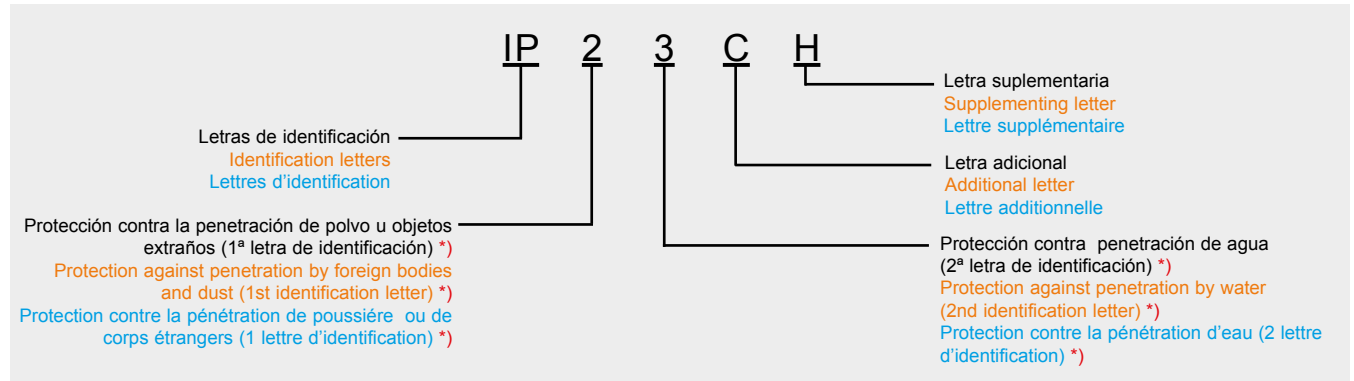 IP 2 3 C H
Letras de identificación
Identification letters
Lettres d'identification
Protección contra la penetración de polvo u objetos
extraños (1ª letra de identificación) *)
Protection against penetration by foreign bodies
and dust (1st identification letter) *)
Protection contre la pénétration de poussiére ou de
corps étrangers (1 lettre d'identification) *)
Letra suplementaria
Supplementing letter
Lettre supplémentaire
Letra adicional
Additional letter
Lettre additionnelle
Protección contra penetración de agua
(2ª letra de identificación) *)
Protection against penetration by water
(2nd identification letter) *)
Protection contre la pénétration d'eau (2 lettre
d'identification) *)